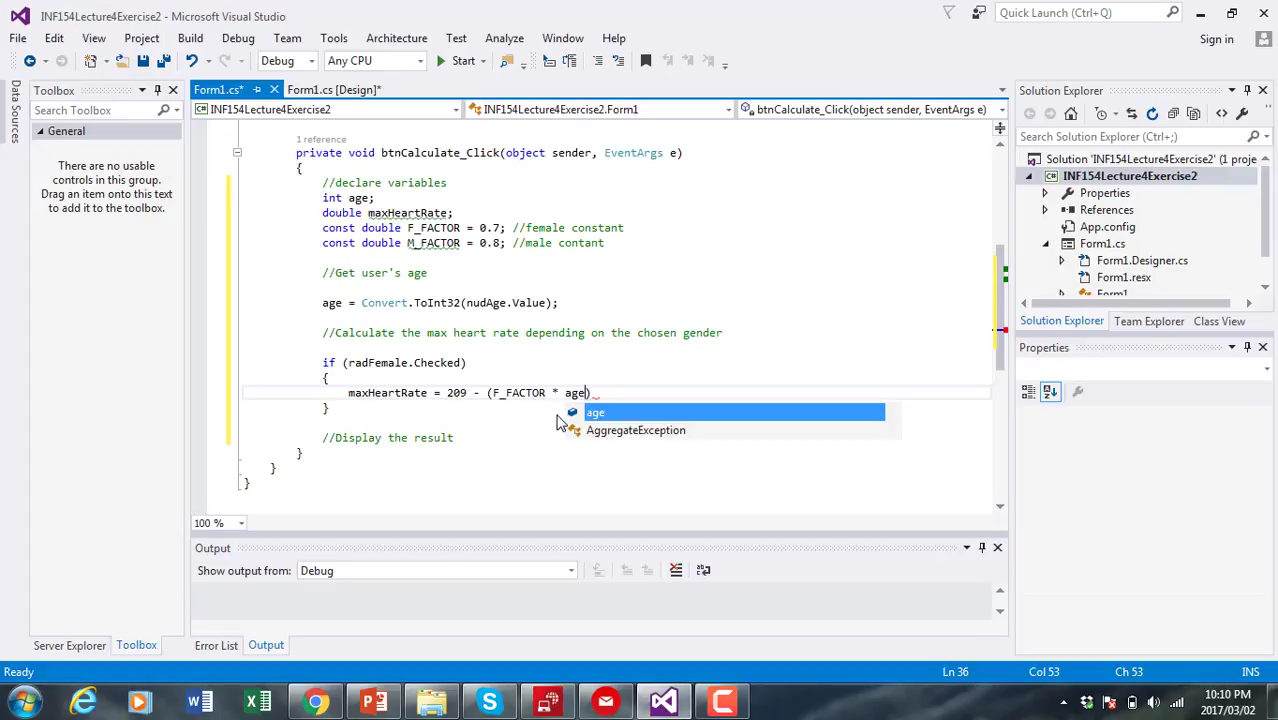 INF154Lecture4Exercise2 - Microsoft Visual Studio
Quick Launch (Ctrl+Q)
File Edit View Project Build Debug Team Tools Architecture Test Analyze Window Help
Sign in
Debug Any CPU Start
Data Sources
Toolbox
Search Toolbox
General
There are no usable
controls in this group.
Drag an item onto this text
to add it to the toolbox.
Server Explorer Toolbox
Form1.cs* Form1.cs [Design]*
INF154Lecture4Exercise2 INF154Lecture4Exercise2.Form1 btnCalculate_Click(object sender, EventArgs e)
1 reference
private void btnCalculate_Click(object sender, EventArgs e)
{
//declare variables
int age;
double maxHeartRate;
const double F_FACTOR = 0.7; //female constant
const double M_FACTOR = 0.8; //male contant
//Get user's age
age = Convert.ToInt32(nudAge.Value);
//Calculate the max heart rate depending on the chosen gender
if (radFemale.Checked)
{
maxHeartRate = 209 - (F_FACTOR * age)
age
AggregateException
}
//Display the result
}
}
}
100 %
Output
Show output from: Debug
Error List Output
Solution Explorer
Search Solution Explorer (Ctrl+;)
Solution 'INF154Lecture4Exercise2' (1 proje
INF154Lecture4Exercise2
Properties
References
App.config
Form1.cs
Form1.Designer.cs
Form1.resx
Form1
Solution Explorer Team Explorer Class View
Properties
Ready Ln 36 Col 53 Ch 53 INS
10:10 PM
2017/03/02